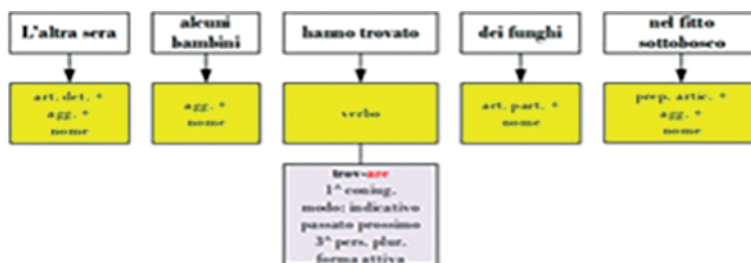 L'altra sera
alcuni
bambini
hanno trovato
dei funghi
nel fitto
sottobosco
art. det. +
agg. +
nome
agg. +
nome
verbo
art. part. +
nome
prep. artic. +
agg. +
nome
trov-are
1^ coniug.
modo: indicativo
passato prossimo
3^ pers. plur.
forma attiva